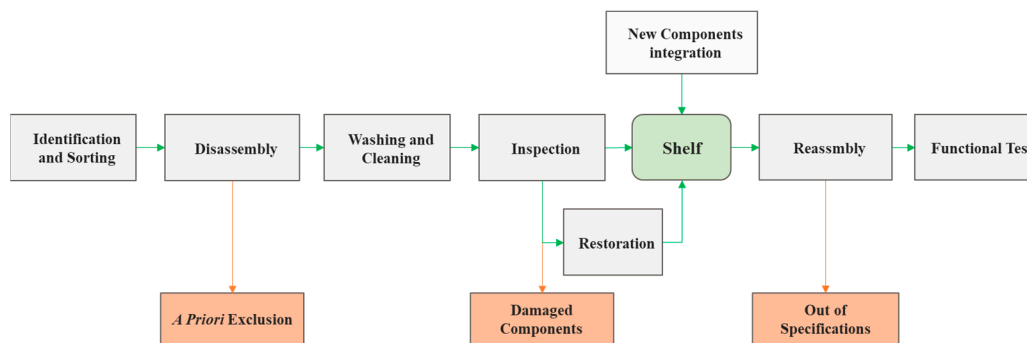 New Components
integration
Identification
and Sorting
Disassembly
Washing and
Cleaning
Inspection
Shelf
Reassmbly
Functional Tes
Restoration
A Priori Exclusion
Damaged
Components
Out of
Specifications